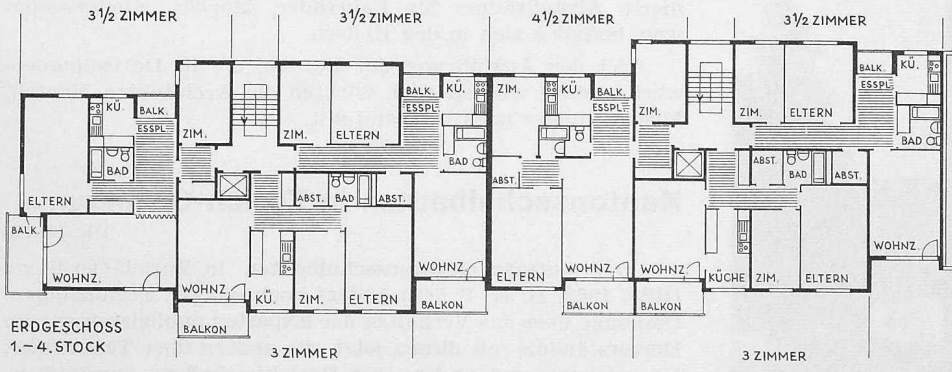 3 1/2 ZIMMER
3 1/2 ZIMMER
4 1/2 ZIMMER
3 1/2 ZIMMER
KÜ.
BALK.
ESSPL.
ZIM.
ZIM.
ELTERN
BALK.
KÜ.
ESSPL.
BAD
ZIM.
KÜ.
BALK.
ESSPL.
ZIM.
ZIM.
ELTERN
BALK.
KÜ.
ESSPL.
BAD
BAD
ELTERN
ABST.
BAD
ABST.
ABST.
ABST.
BAD
ABST.
BALK.
WOHNZ.
WOHNZ.
KÜ.
ZIM.
ELTERN
WOHNZ.
ELTERN
WOHNZ.
WOHNZ.
KÜCHE
ZIM.
ELTERN
WOHNZ.
BALKON
BALKON
BALKON
BALKON
ERDGESCHOSS
1.–4. STOCK
3 ZIMMER
3 ZIMMER